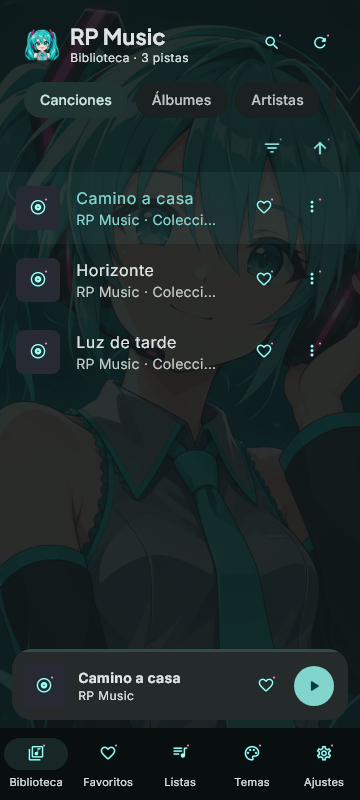 RP Music
Biblioteca · 3 pistas
Canciones
Álbumes
Artistas
Camino a casa
RP Music · Colecci...
Horizonte
RP Music · Colecci...
Luz de tarde
RP Music · Colecci...
Camino a casa
RP Music
Biblioteca
Favoritos
Listas
Temas
Ajustes